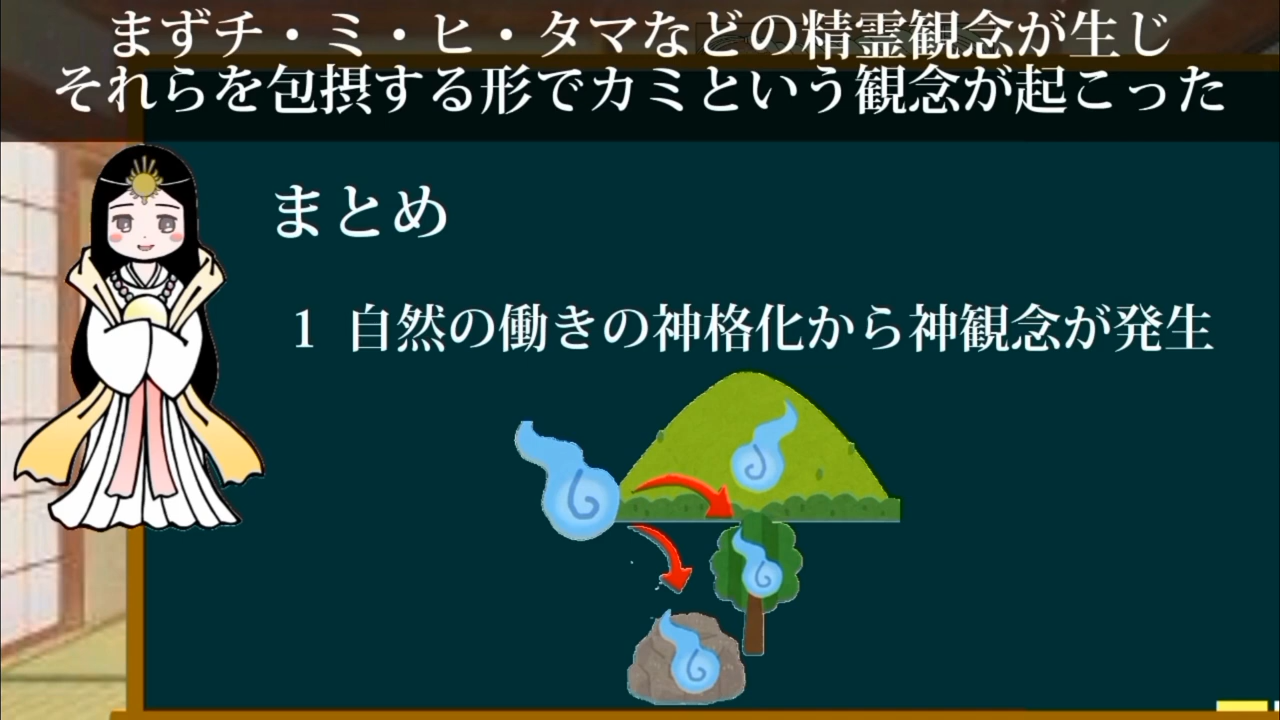 まずチ・ミ・ヒ・タマなどの精霊観念が生じ
それらを包摂する形でカミという観念が起こった
まとめ
1 自然の働きの神格化から神観念が発生